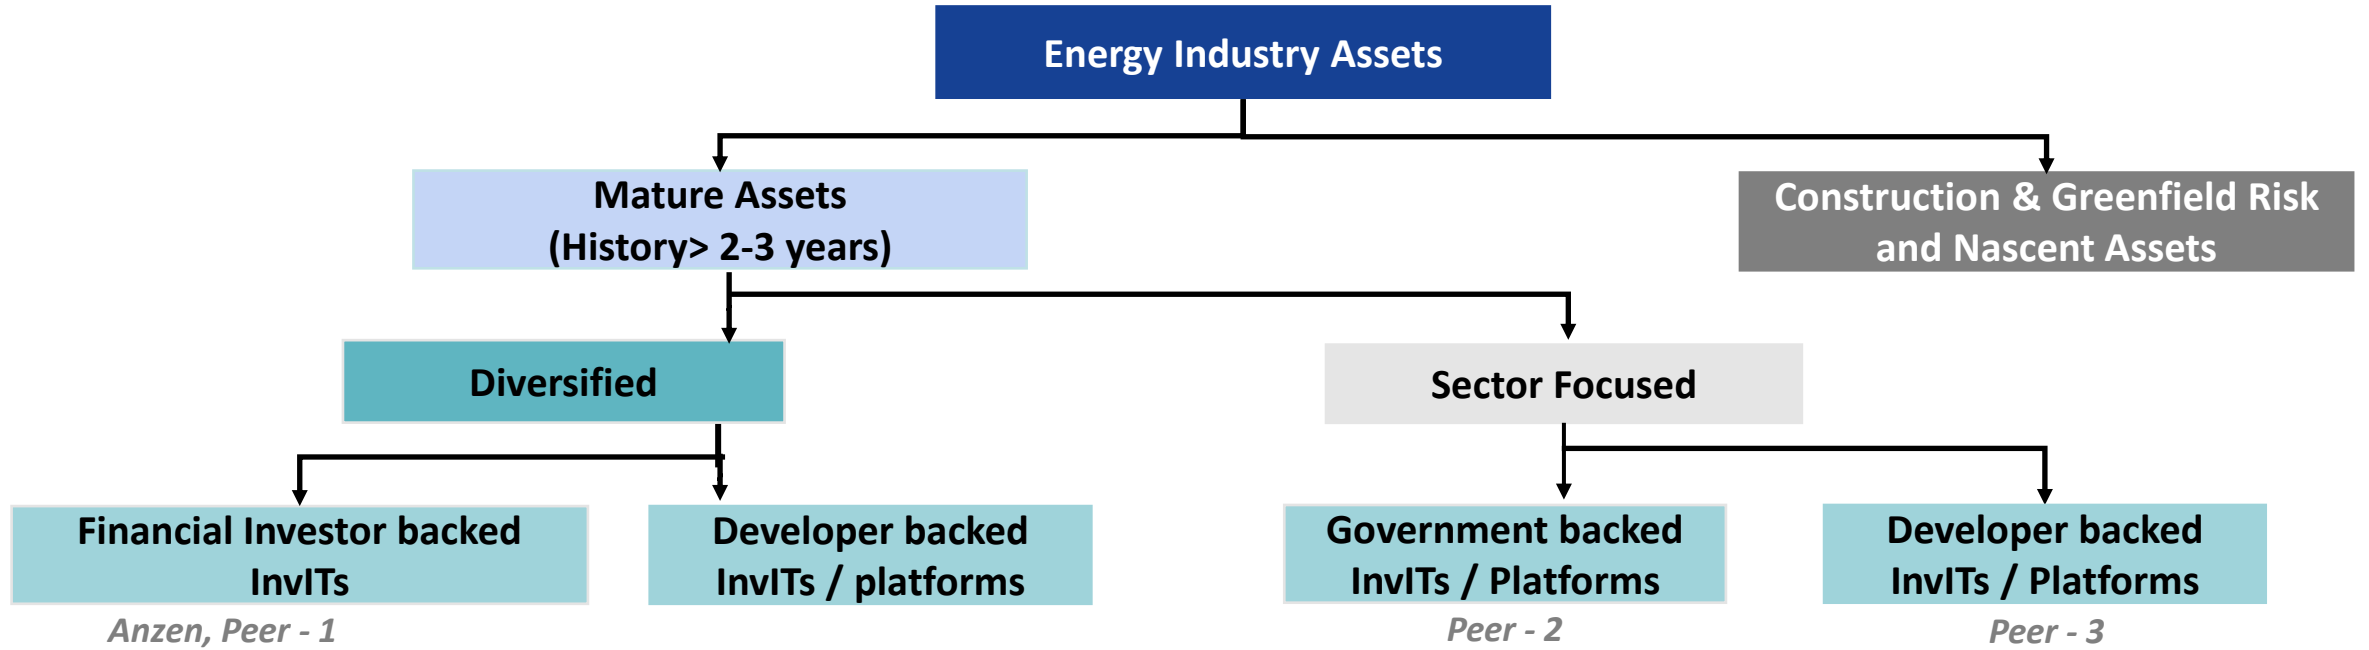 Energy Industry Assets
Mature Assets
(History> 2-3 years)
Construction & Greenfield Risk
and Nascent Assets
Diversified
Sector Focused
Financial Investor backed
InvITs
Developer backed
InvITs / platforms
Government backed
InvITs / Platforms
Developer backed
InvITs / Platforms
Anzen, Peer - 1
Peer - 2
Peer - 3